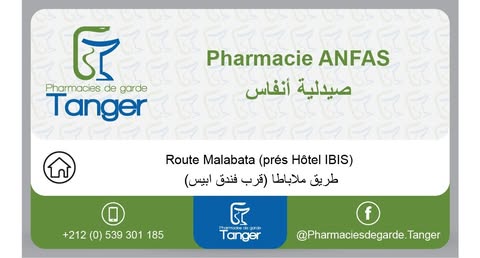 Pharmacies de garde
Tanger
Pharmacie ANFAS
صيدلية أنفاس
Route Malabata (prés Hôtel IBIS)
طريق ملاباطا (قرب فندق ابيس)
+212 (0) 539 301 185
Pharmacies de garde
Tanger
@Pharmaciesdegarde.Tanger